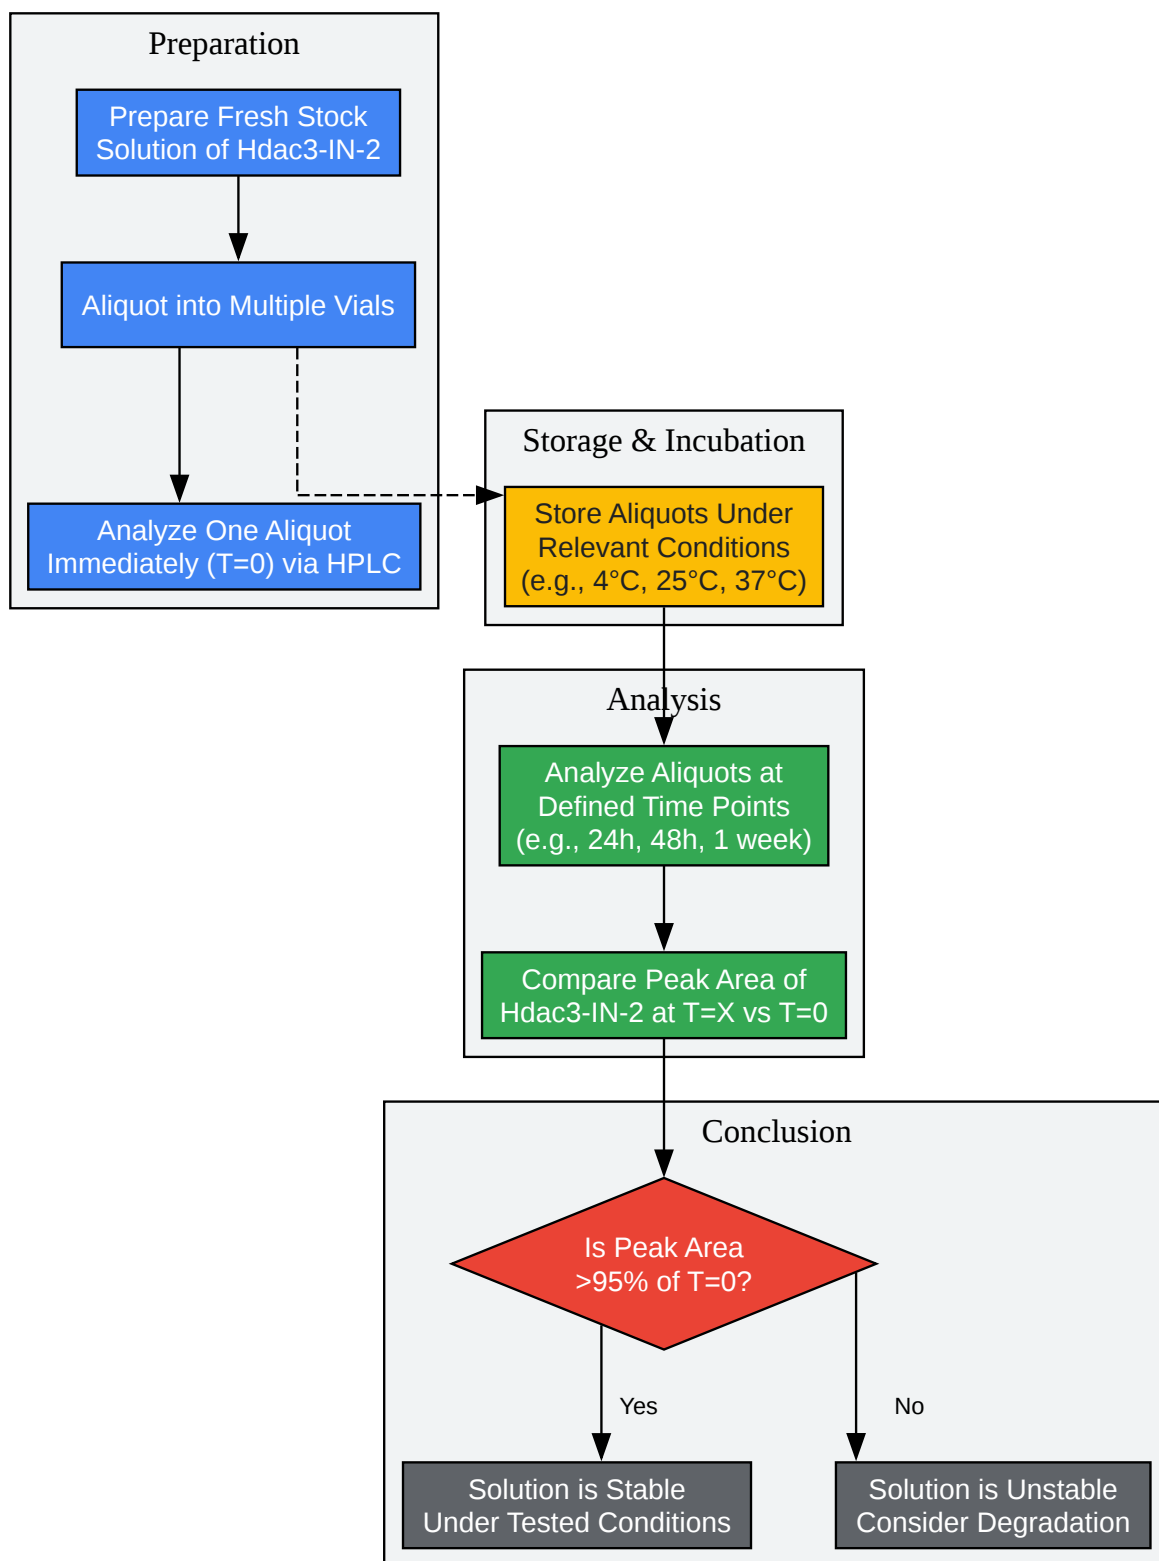 Preparation
Prepare Fresh Stock
Solution of Hdac3-IN-2
Aliquot into Multiple Vials
Analyze One Aliquot
Immediately (T=0) via HPLC
Storage & Incubation
Store Aliquots Under
Relevant Conditions
(e.g., 4°C, 25°C, 37°C)
Analysis
Analyze Aliquots at
Defined Time Points
(e.g., 24h, 48h, 1 week)
Compare Peak Area of
Hdac3-IN-2 at T=X vs T=0
Conclusion
Is Peak Area
>95% of T=0?
Yes
No
Solution is Stable
Under Tested Conditions
Solution is Unstable
Consider Degradation